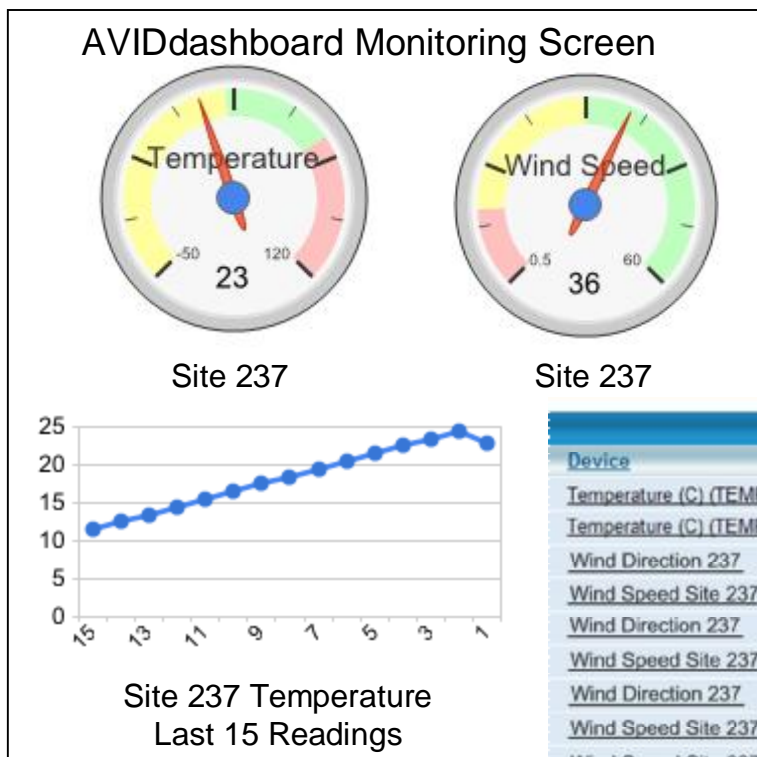 AVIDdashboard Monitoring Screen
Temperature
-50 120
23
Wind Speed
0.5 60
36
Site 237
Site 237
25
20
15
10
5
0
15 13 11 9 7 5 3 1
Site 237 Temperature
Last 15 Readings
Device
Temperature (C) (TEM
Temperature (C) (TEM
Wind Direction 237
Wind Speed Site 237
Wind Direction 237
Wind Speed Site 237
Wind Direction 237
Wind Speed Site 237